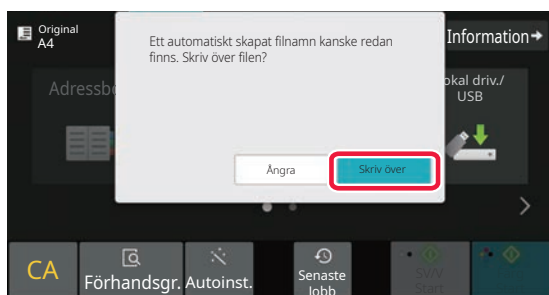 Original
A4
Ett automatiskt skapat filnamn kanske redan
finns. Skriv över filen?
Information
Adressb
okal driv./
USB
Ångra
Skriv över
CA
Förhandsgr.
Autoinst.
Senaste
Jobb
SV/V
Start